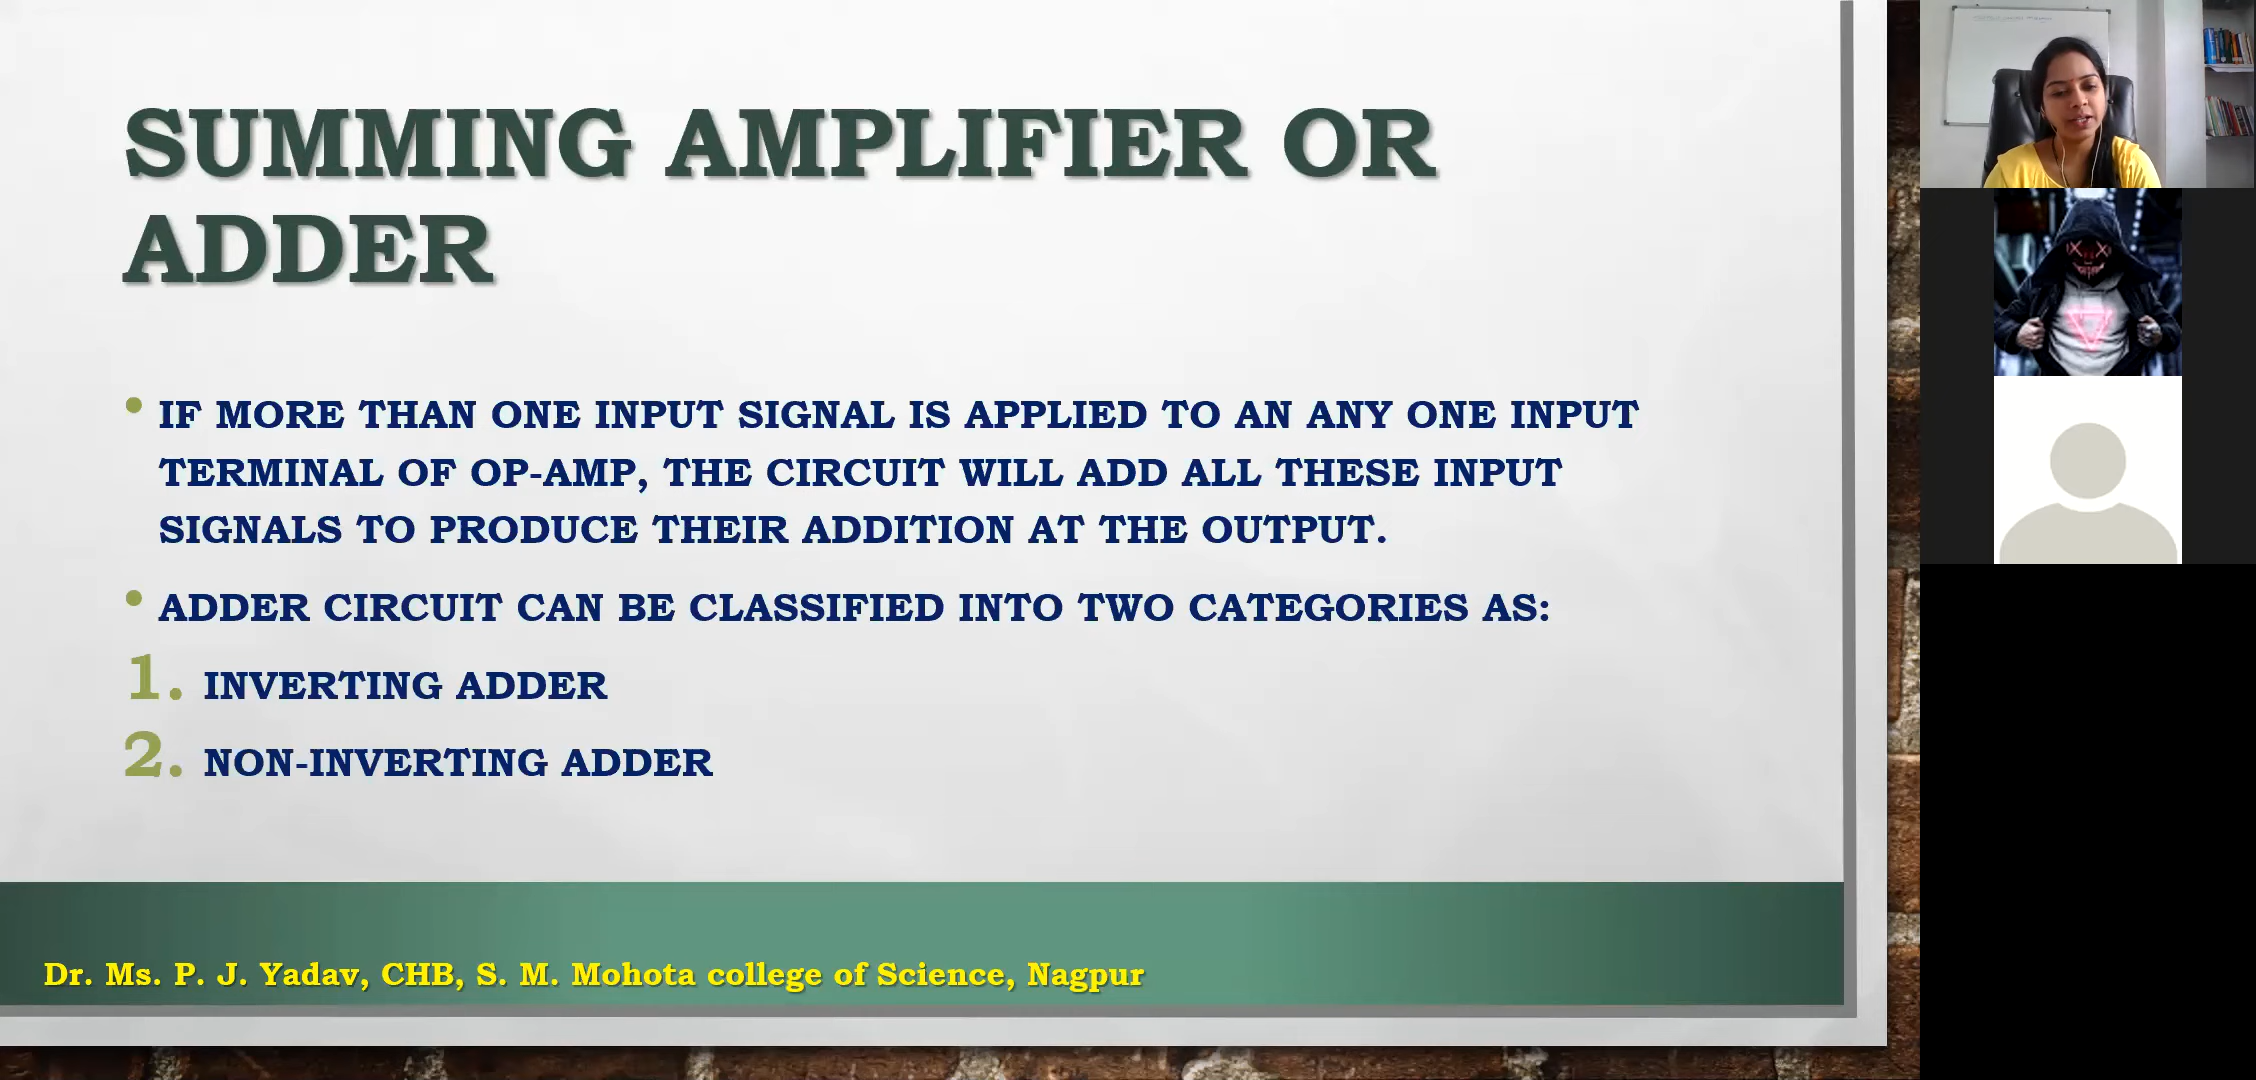 SUMMING AMPLIFIER OR
ADDER
• IF MORE THAN ONE INPUT SIGNAL IS APPLIED TO AN ANY ONE INPUT
TERMINAL OF OP-AMP, THE CIRCUIT WILL ADD ALL THESE INPUT
SIGNALS TO PRODUCE THEIR ADDITION AT THE OUTPUT.
• ADDER CIRCUIT CAN BE CLASSIFIED INTO TWO CATEGORIES AS:
1. INVERTING ADDER
2. NON-INVERTING ADDER
Dr. Ms. P. J. Yadav, CHB, S. M. Mohota college of Science, Nagpur